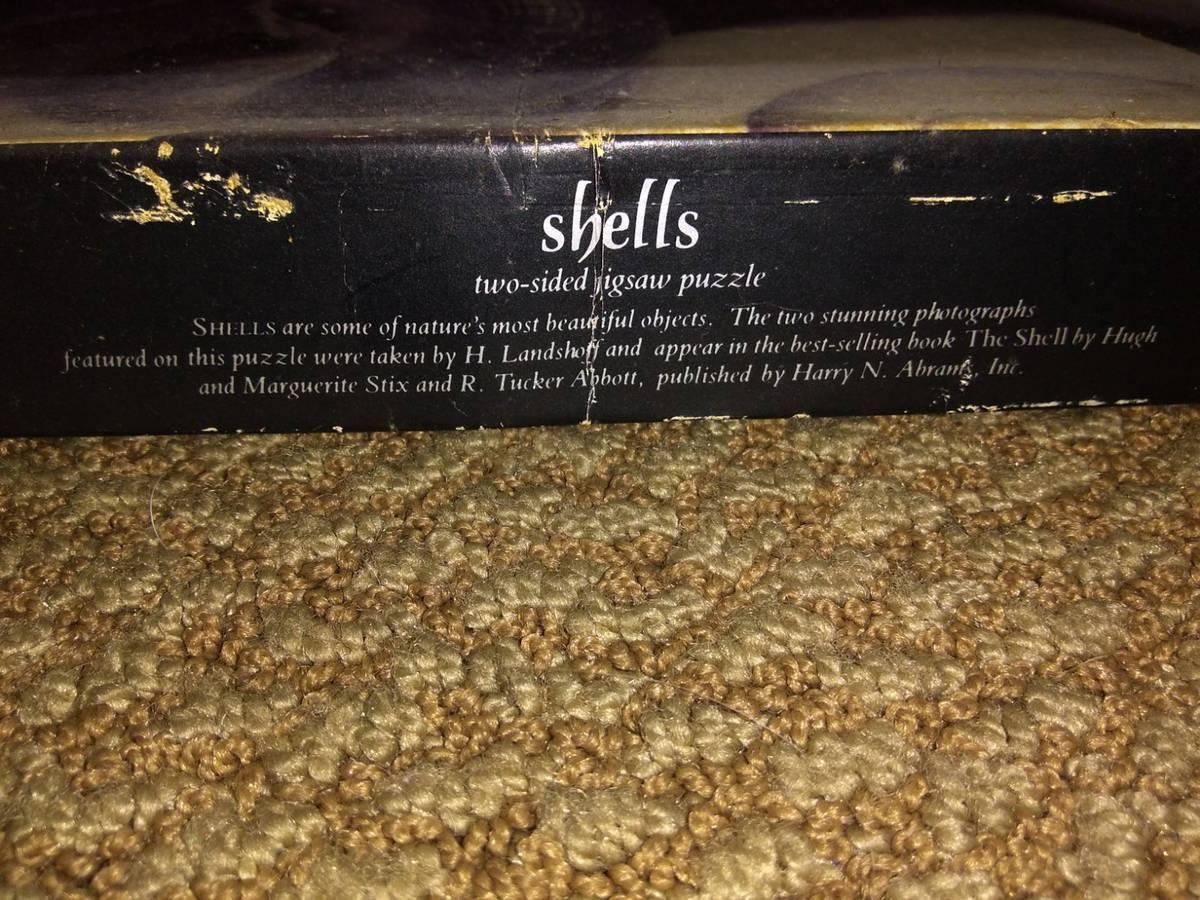 shells
two-sided jigsaw puzzle
SHELLS are some of nature's most beautiful objects. The two stunning photographs
featured on this puzzle were taken by H. Landshoff and appear in the best-selling book The Shell by Hugh
and Marguerite Stix and R. Tucker Abbott, published by Harry N. Abrams, Inc.